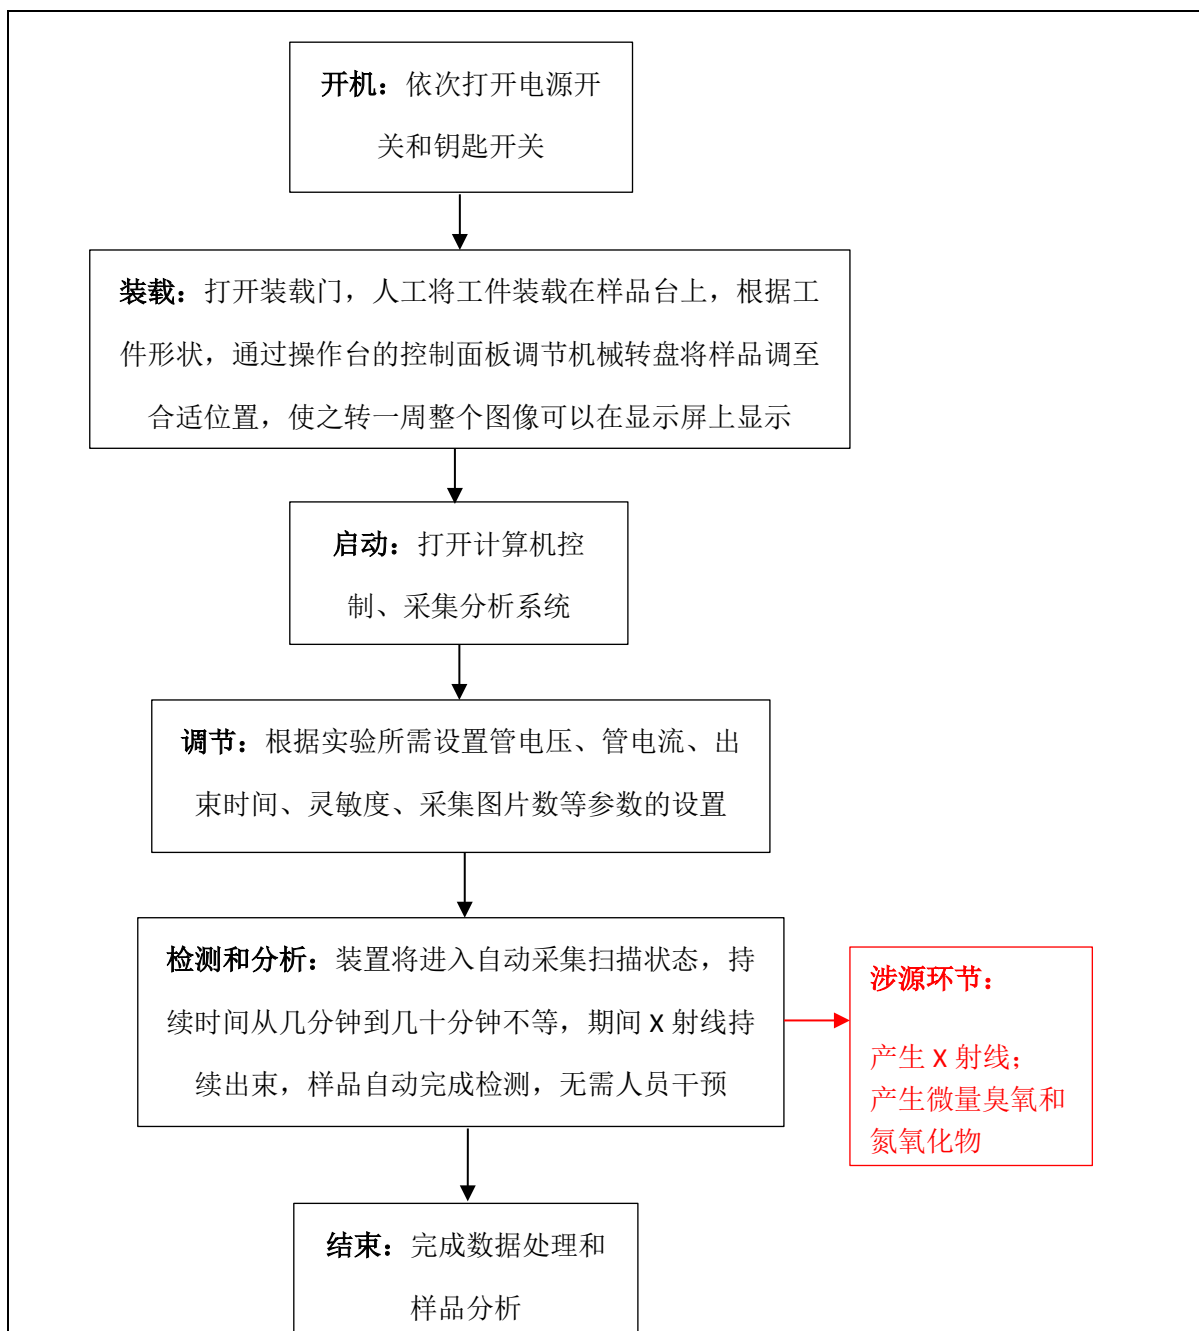 开机：依次打开电源开
关和钥匙开关
装载：打开装载门，人工将工件装载在样品台上，根据工
件形状，通过操作台的控制面板调节机械转盘将样品调至
合适位置，使之转一周整个图像可以在显示屏上显示
启动：打开计算机控
制、采集分析系统
调节：根据实验所需设置管电压、管电流、出
束时间、灵敏度、采集图片数等参数的设置
检测和分析：装置将进入自动采集扫描状态，持
续时间从几分钟到几十分钟不等，期间 X 射线持
续出束，样品自动完成检测，无需人员干预
涉源环节：
产生 X 射线；
产生微量臭氧和
氮氧化物
结束：完成数据处理和
样品分析